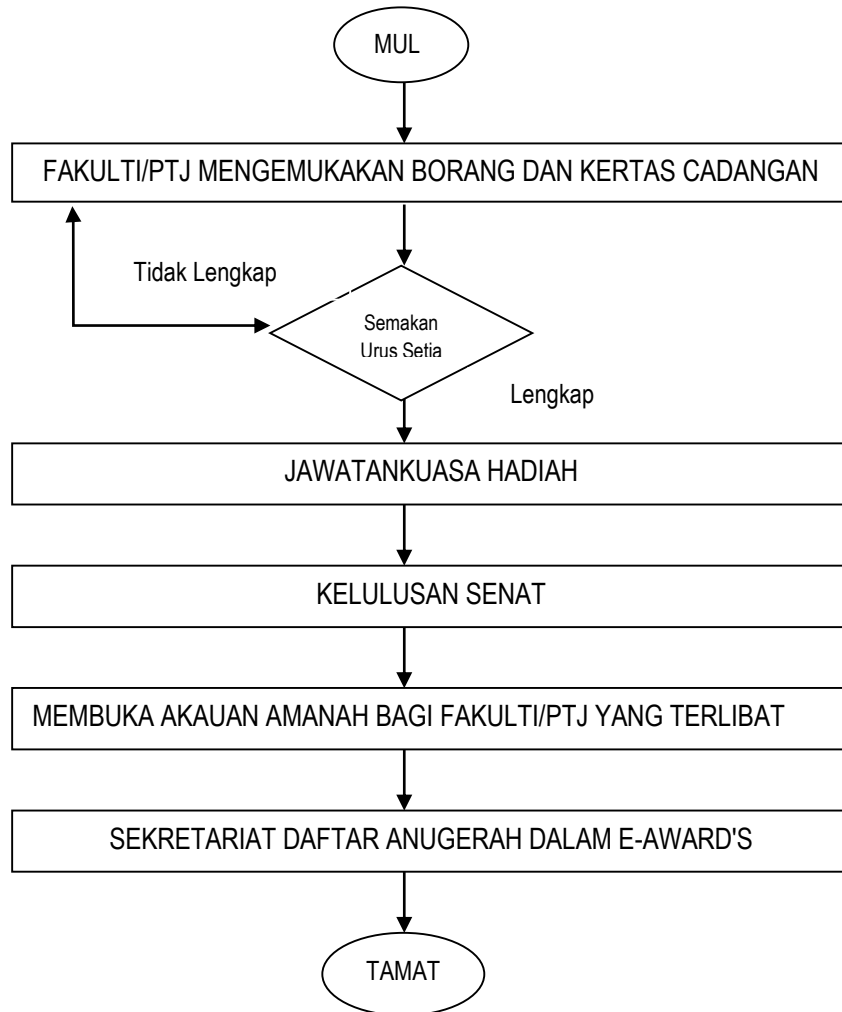 MUL
FAKULTI/PTJ MENGEMUKAKAN BORANG DAN KERTAS CADANGAN
Tidak Lengkap
Semakan
Urus Setia
Lengkap
JAWATANKUASA HADIAH
KELULUSAN SENAT
MEMBUKA AKAUAN AMANAH BAGI FAKULTI/PTJ YANG TERLIBAT
SEKRETARIAT DAFTAR ANUGERAH DALAM E-AWARD'S
TAMAT